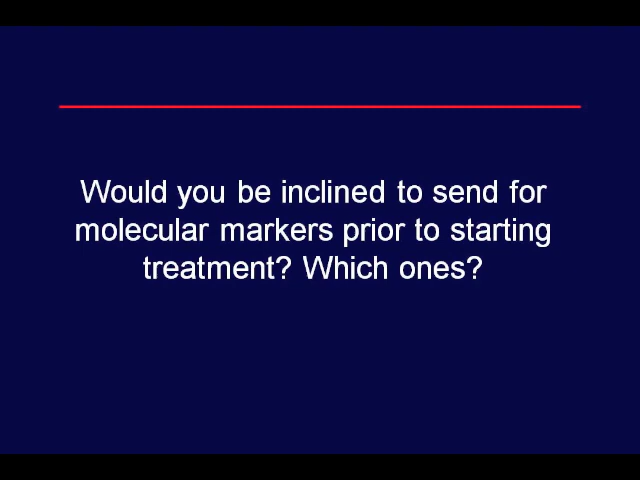 Would you be inclined to send for
molecular markers prior to starting
treatment? Which ones?